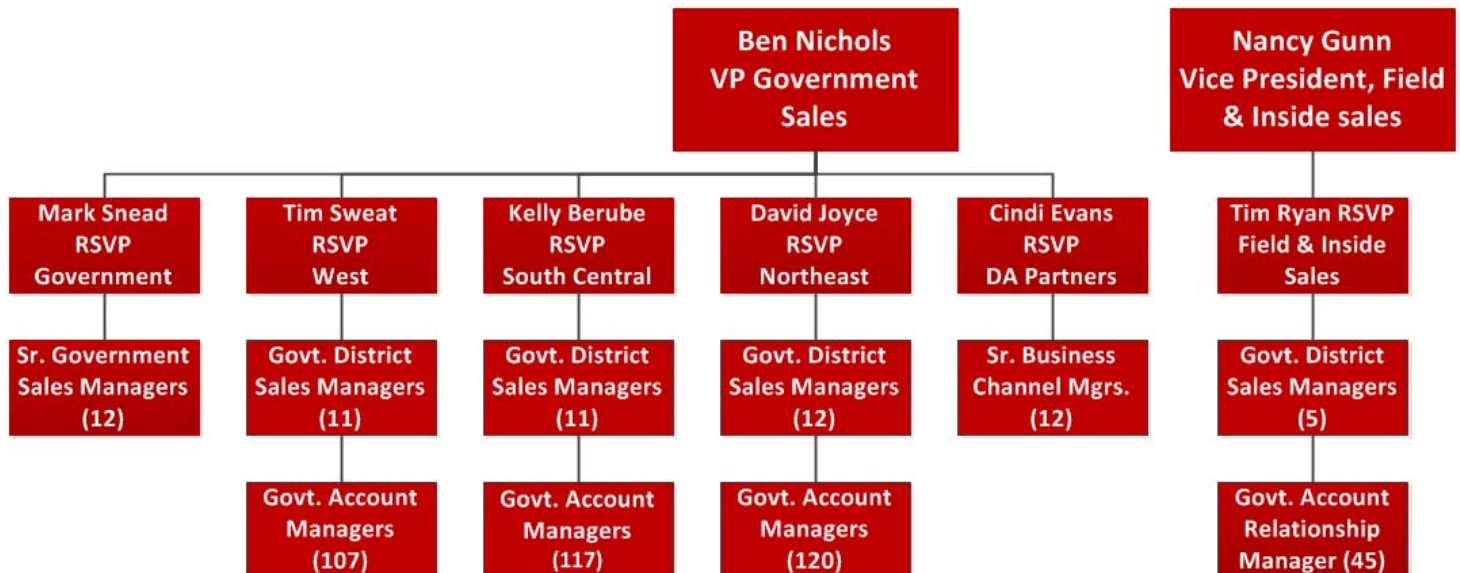 Ben Nichols
VP Government
Sales
Nancy Gunn
Vice President, Field
& Inside sales
Mark Snead
RSVP
Government
Tim Sweat
RSVP
West
Kelly Berube
RSVP
South Central
David Joyce
RSVP
Northeast
Cindi Evans
RSVP
DA Partners
Tim Ryan RSVP
Field & Inside
Sales
Sr. Government
Sales Managers
(12)
Govt. District
Sales Managers
(11)
Govt. District
Sales Managers
(11)
Govt. District
Sales Managers
(12)
Sr. Business
Channel Mgrs.
(12)
Govt. District
Sales Managers
(5)
Govt. Account
Managers
(107)
Govt. Account
Managers
(117)
Govt. Account
Managers
(120)
Govt. Account
Relationship
Manager (45)